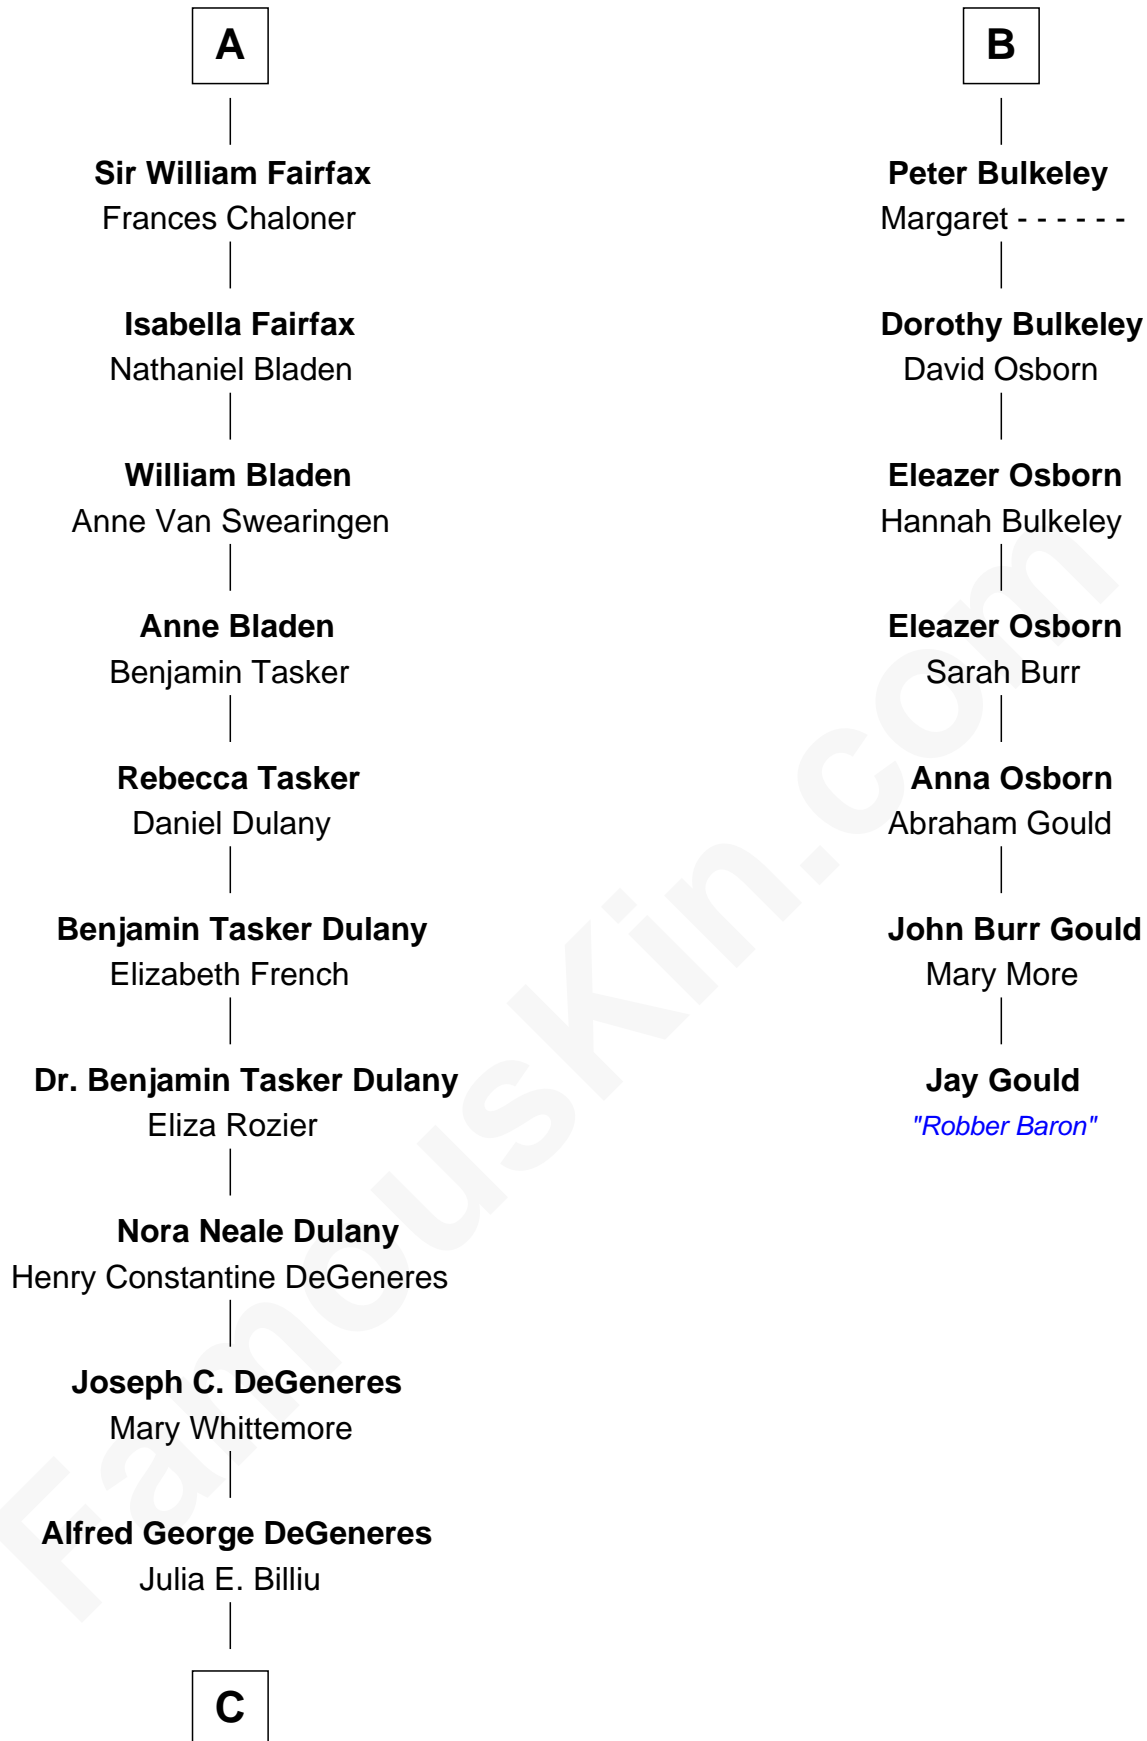 A
Sir William Fairfax
Frances Chaloner
Isabella Fairfax
Nathaniel Bladen
William Bladen
Anne Van Swearingen
Anne Bladen
Benjamin Tasker
Rebecca Tasker
Daniel Dulany
Benjamin Tasker Dulany
Elizabeth French
Dr. Benjamin Tasker Dulany
Eliza Rozier
Nora Neale Dulany
Henry Constantine DeGeneres
Joseph C. DeGeneres
Mary Whittemore
Alfred George DeGeneres
Julia E. Billiu
C
B
Peter Bulkeley
Margaret - - - - - -
Dorothy Bulkeley
David Osborn
Eleazer Osborn
Hannah Bulkeley
Eleazer Osborn
Sarah Burr
Anna Osborn
Abraham Gould
John Burr Gould
Mary More
Jay Gould
"Robber Baron"
FamousKin.com